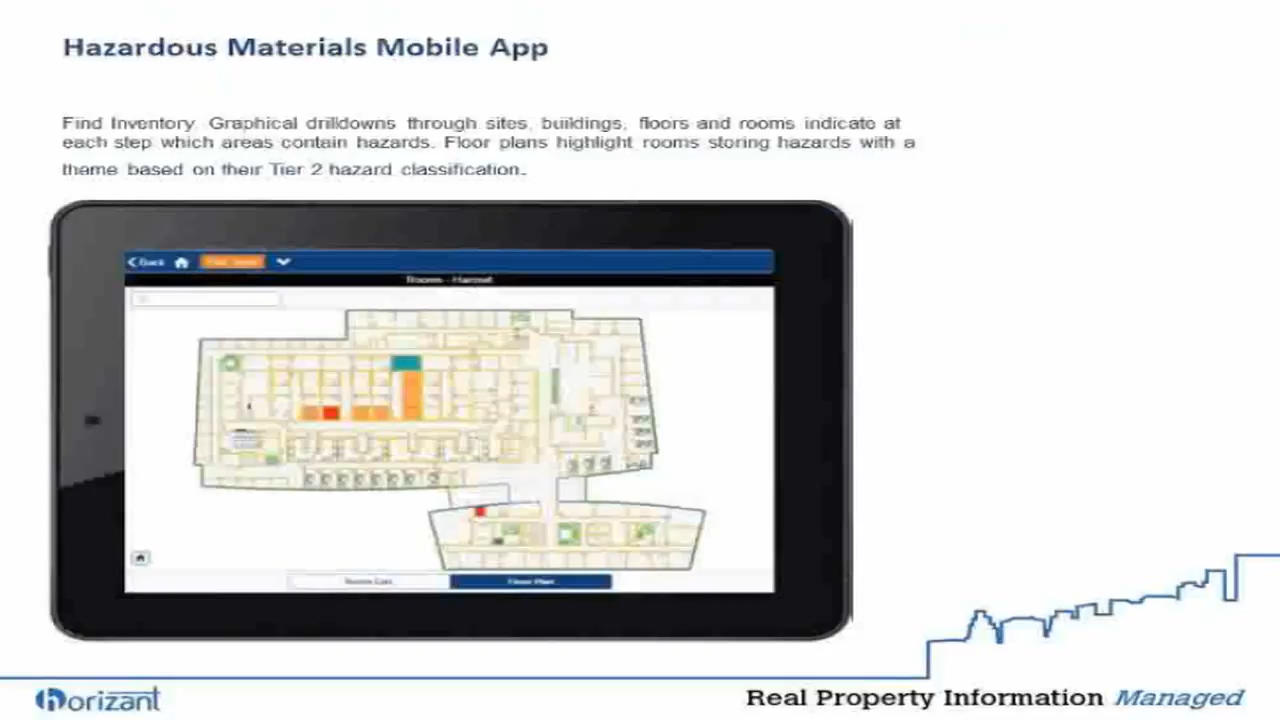 Hazardous Materials Mobile App
Find Inventory. Graphical drilldowns through sites, buildings, floors and rooms indicate at
each step which areas contain hazards. Floor plans highlight rooms storing hazards with a
theme based on their Tier 2 hazard classification.
Back
Floor Plan
horizant
Real Property Information Managed